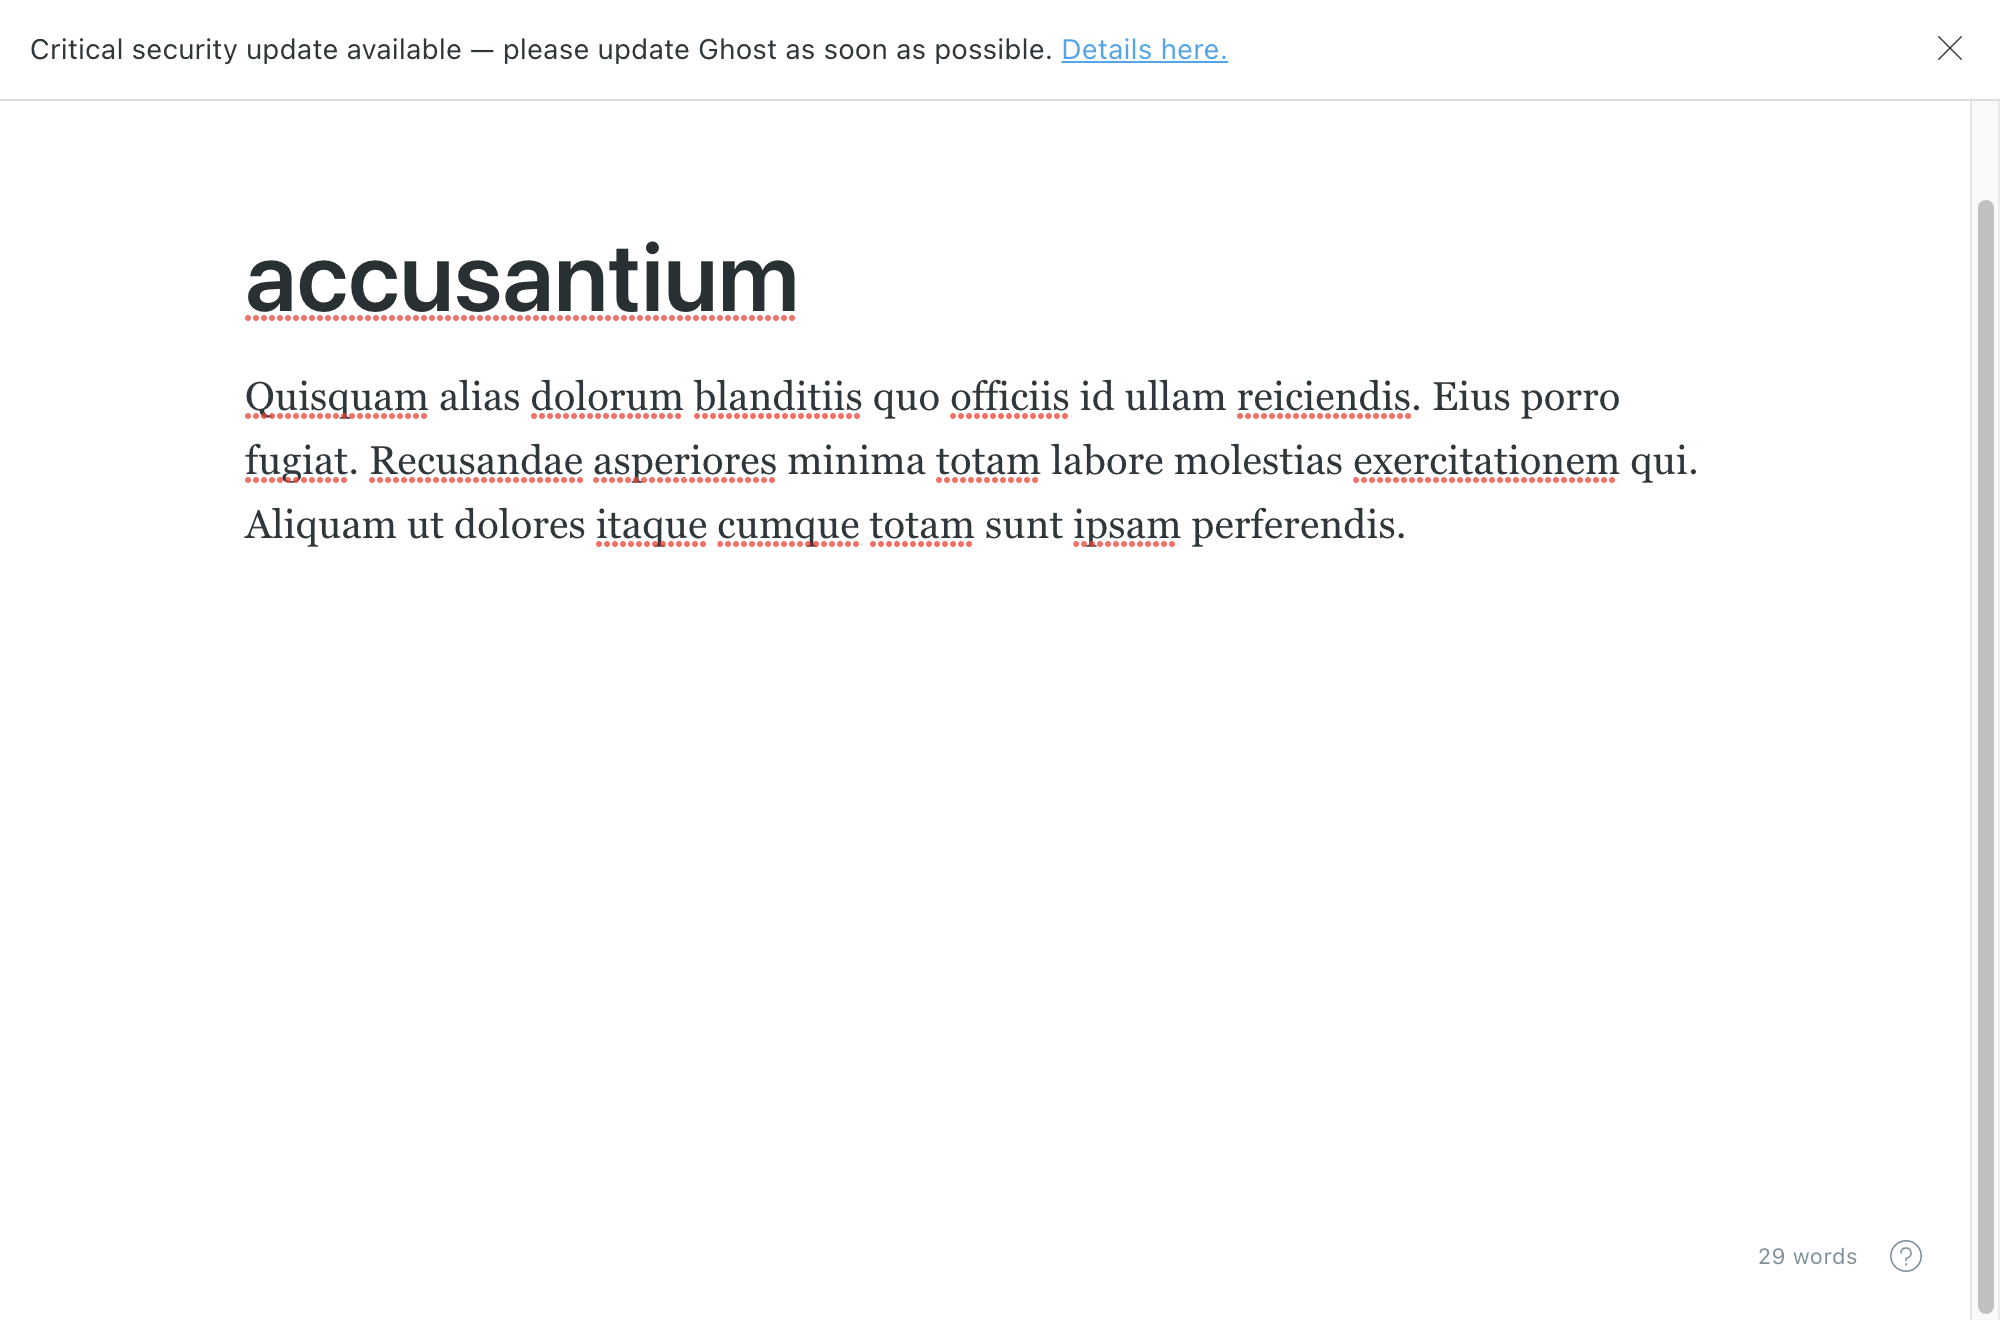 Critical security update available — please update Ghost as soon as possible. Details here.
accusantium
Quisquam alias dolorum blanditiis quo officiis id ullam reiciendis. Eius porro
fugiat. Recusandae asperiores minima totam labore molestias exercitationem qui.
Aliquam ut dolores itaque cumque totam sunt ipsam perferendis.
29 words ?